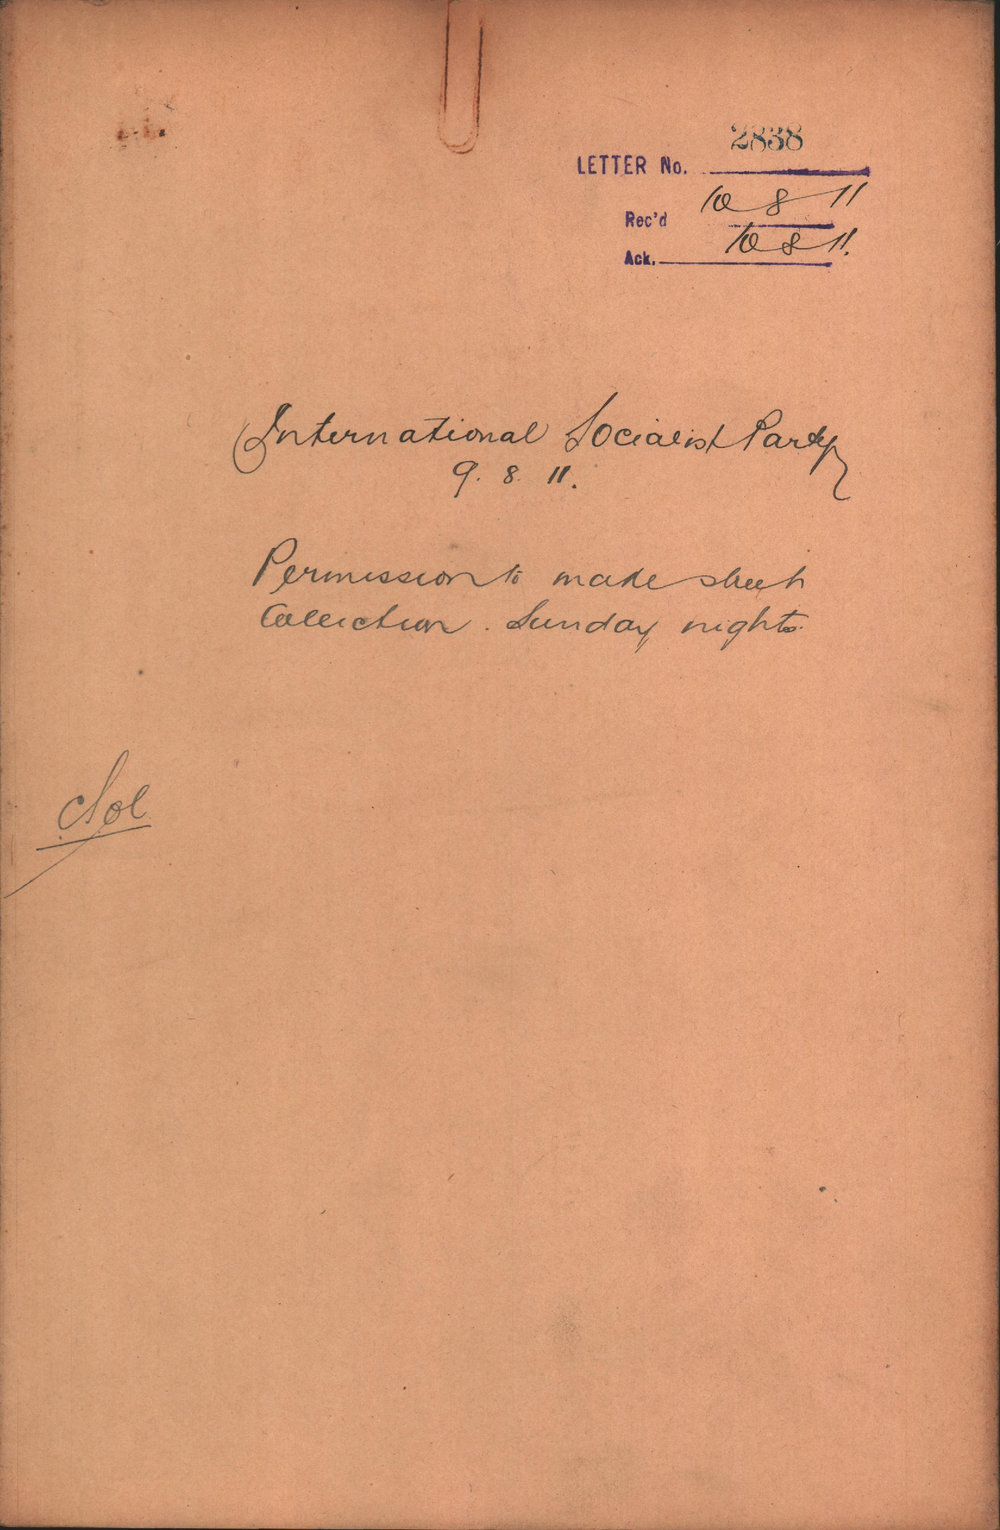 2838
LETTER No.
Rec'd 10 8 11
Ack. 10 8 11.
International Socialist Party
9. 8. 11.
Permission to make street
Collection. Sunday nights.